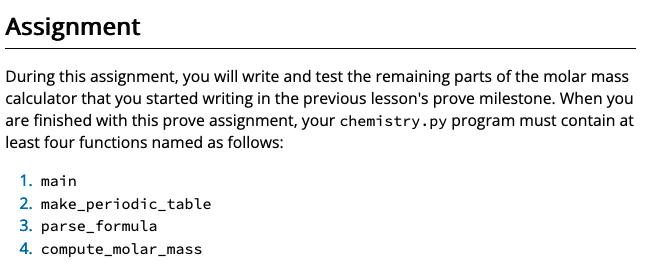 Assignment
During this assignment, you will write and test the remaining parts of the molar mass
calculator that you started writing in the previous lesson's prove milestone. When you
are finished with this prove assignment, your chemistry.py program must contain at
least four functions named as follows:
1. main
2. make_periodic_table
3. parse_formula
4. compute_molar_mass